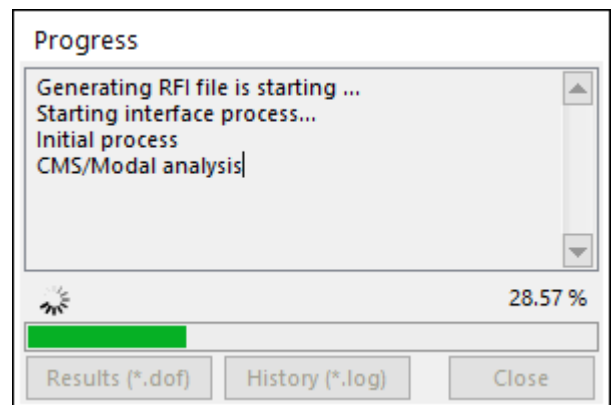 Progress
Generating RFI file is starting ...
Starting interface process...
Initial process
CMS/Modal analysis
28.57 %
Results (*.dof)
History (*.log)
Close